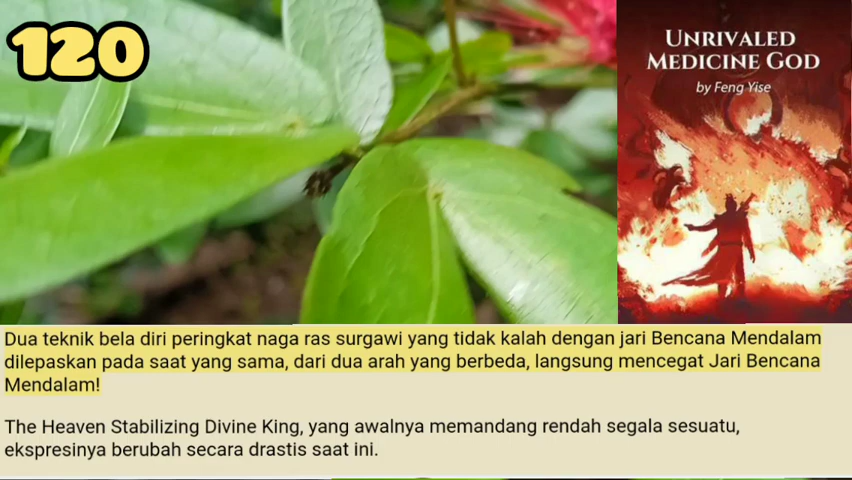 120
UNRIVALED
MEDICINE GOD
by Feng Yise
Dua teknik bela diri peringkat naga ras surgawi yang tidak kalah dengan jari Bencana Mendalam
dilepaskan pada saat yang sama, dari dua arah yang berbeda, langsung mencegat Jari Bencana
Mendalam!
The Heaven Stabilizing Divine King, yang awalnya memandang rendah segala sesuatu,
ekspresinya berubah secara drastis saat ini.